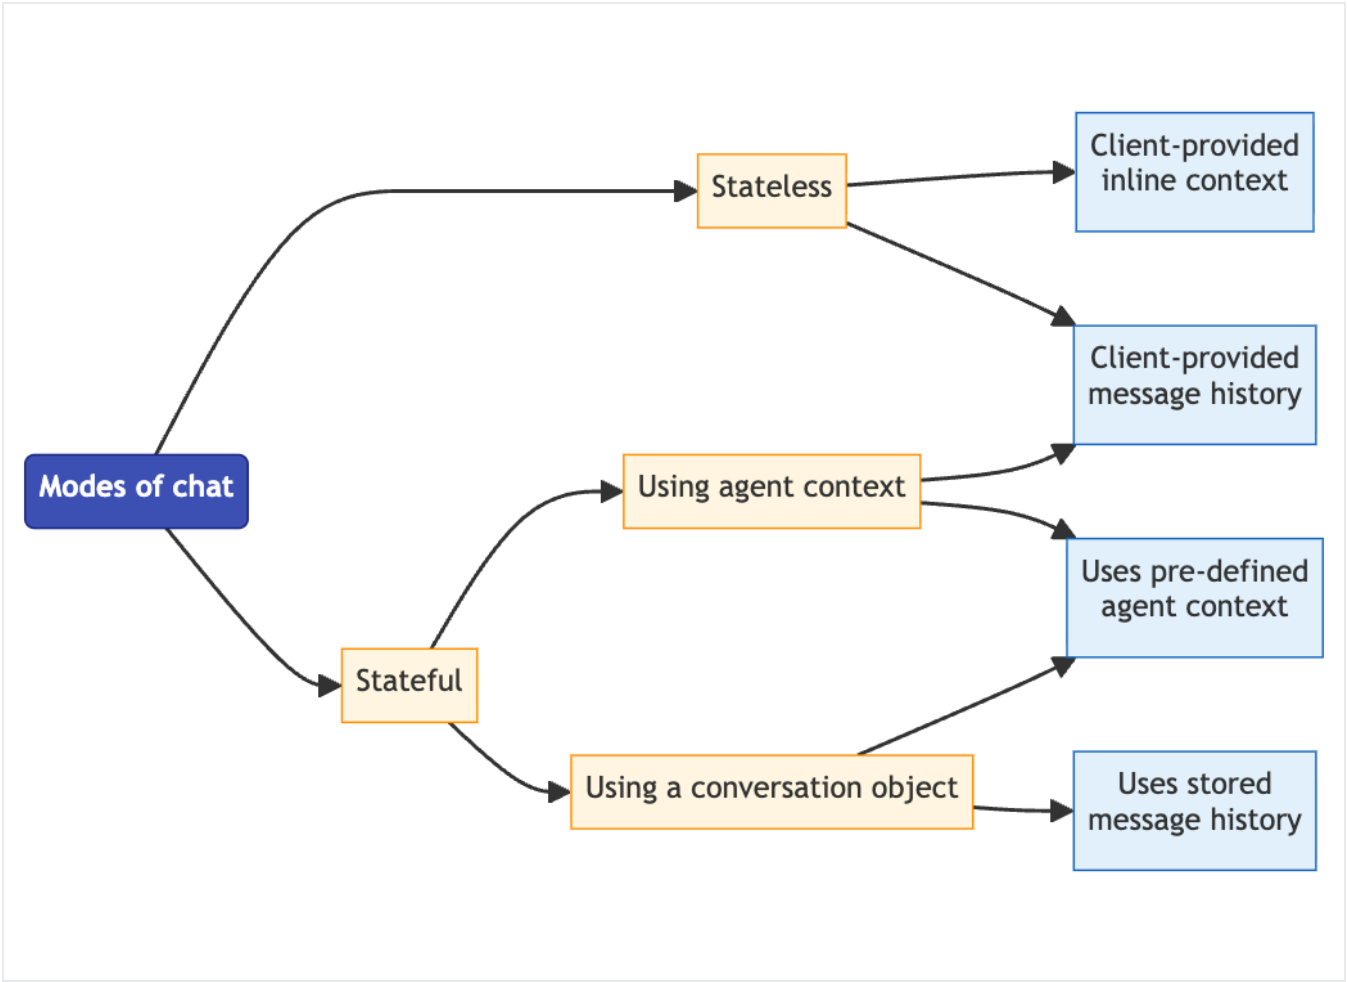 Modes of chat
Stateless
Client-provided
inline context
Client-provided
message history
Stateful
Using agent context
Uses pre-defined
agent context
Using a conversation object
Uses stored
message history